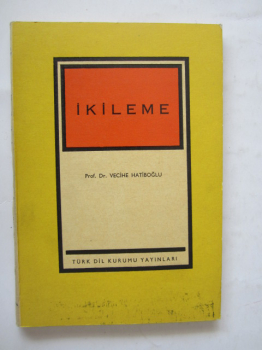 İKİLEME
Prof. Dr. VECİHE HATİBOĞLU
TÜRK DİL KURUMU YAYINLARI